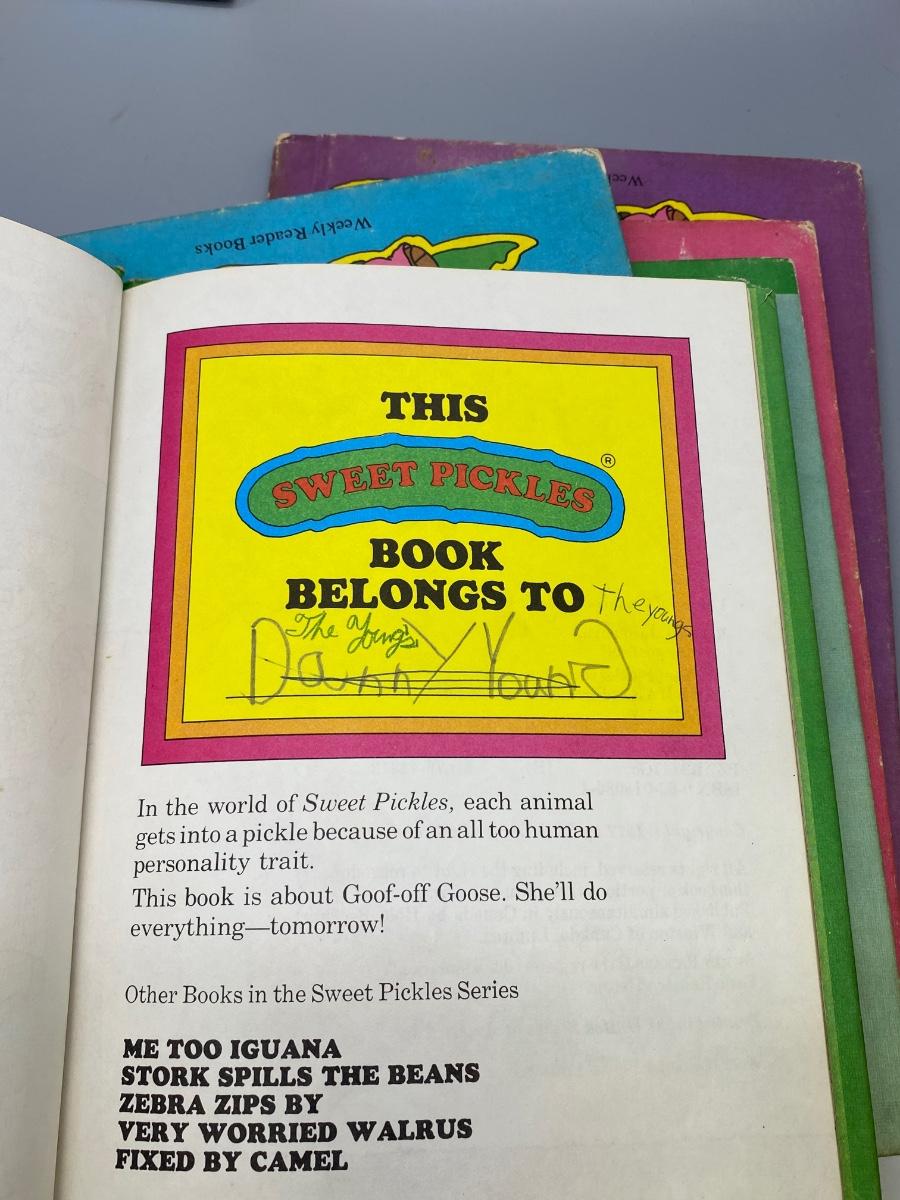 Weekly Reader Books
THIS
SWEET PICKLES ®
BOOK
BELONGS TO theyoungs
The Youngs
Danny Young
In the world of Sweet Pickles, each animal
gets into a pickle because of an all too human
personality trait.
This book is about Goof-off Goose. She'll do
everything—tomorrow!
Other Books in the Sweet Pickles Series
ME TOO IGUANA
STORK SPILLS THE BEANS
ZEBRA ZIPS BY
VERY WORRIED WALRUS
FIXED BY CAMEL